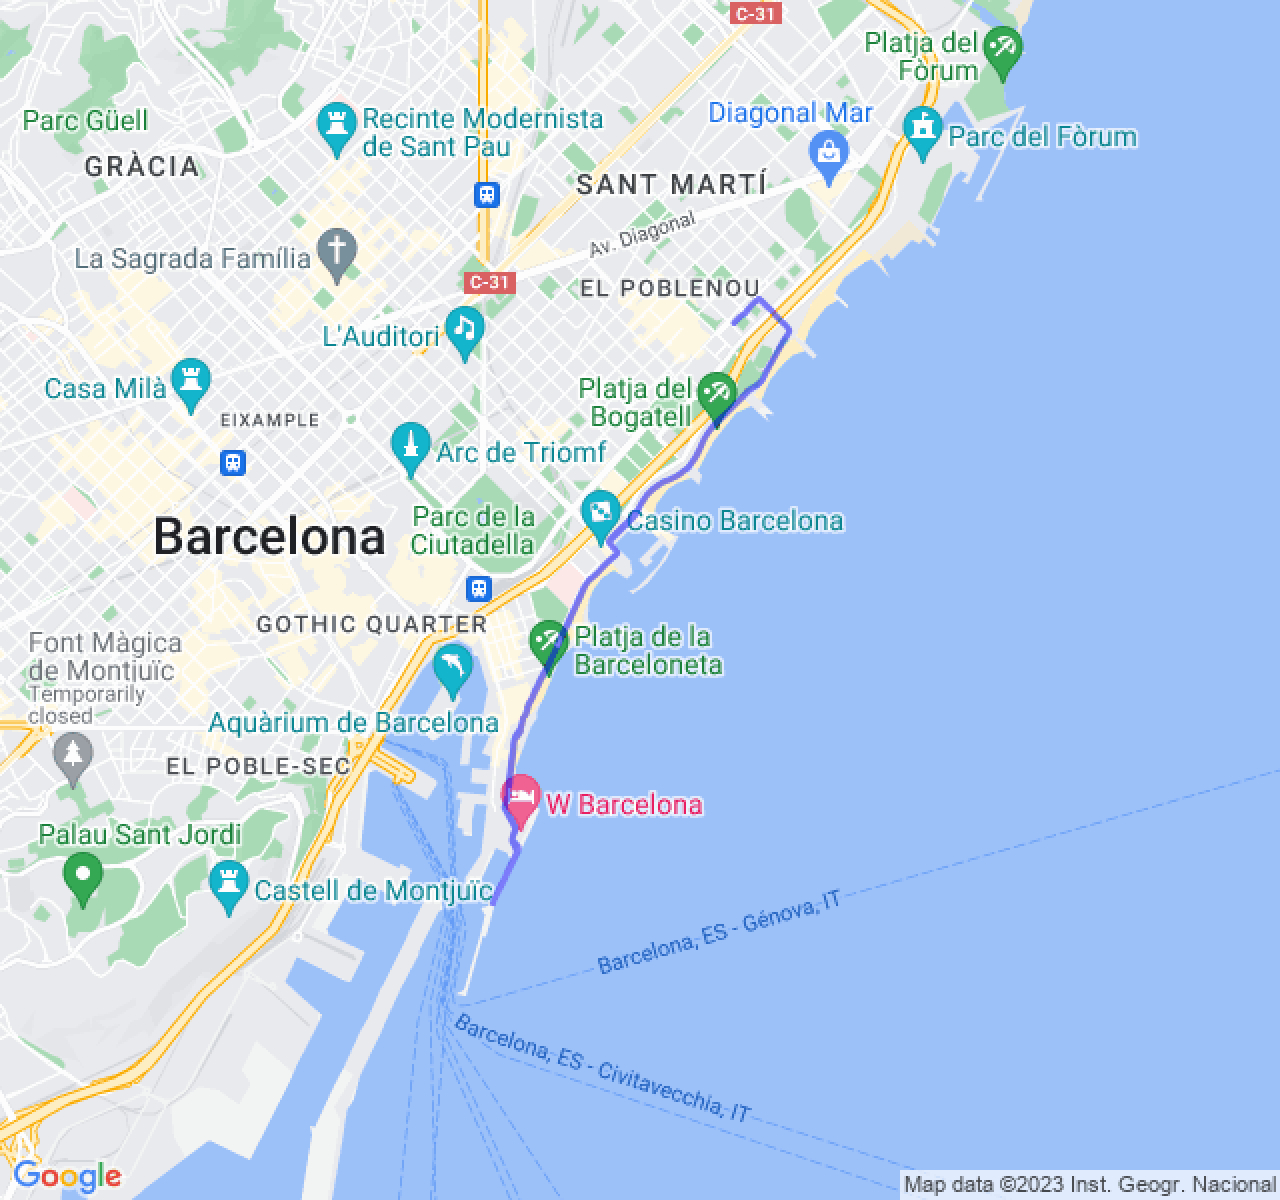 C-31
Platja del
Fòrum
Diagonal Mar
Parc Güell
Recinte Modernista
de Sant Pau
Parc del Fòrum
GRÀCIA
SANT MARTÍ
Av. Diagonal
La Sagrada Família
C-31
EL POBLENOU
L'Auditori
Casa Milà
Platja del
Bogatell
EIXAMPLE
Arc de Triomf
Barcelona
Parc de la
Ciutadella
Casino Barcelona
GOTHIC QUARTER
Font Màgica
de Montjuïc
Temporarily
closed
Platja de la
Barceloneta
Aquàrium de Barcelona
EL POBLE-SEC
W Barcelona
Palau Sant Jordi
Castell de Montjuïc
Barcelona, ES - Génova, IT
Barcelona, ES - Civitavecchia, IT
N
Google
Map data ©2023 Inst. Geogr. Nacional